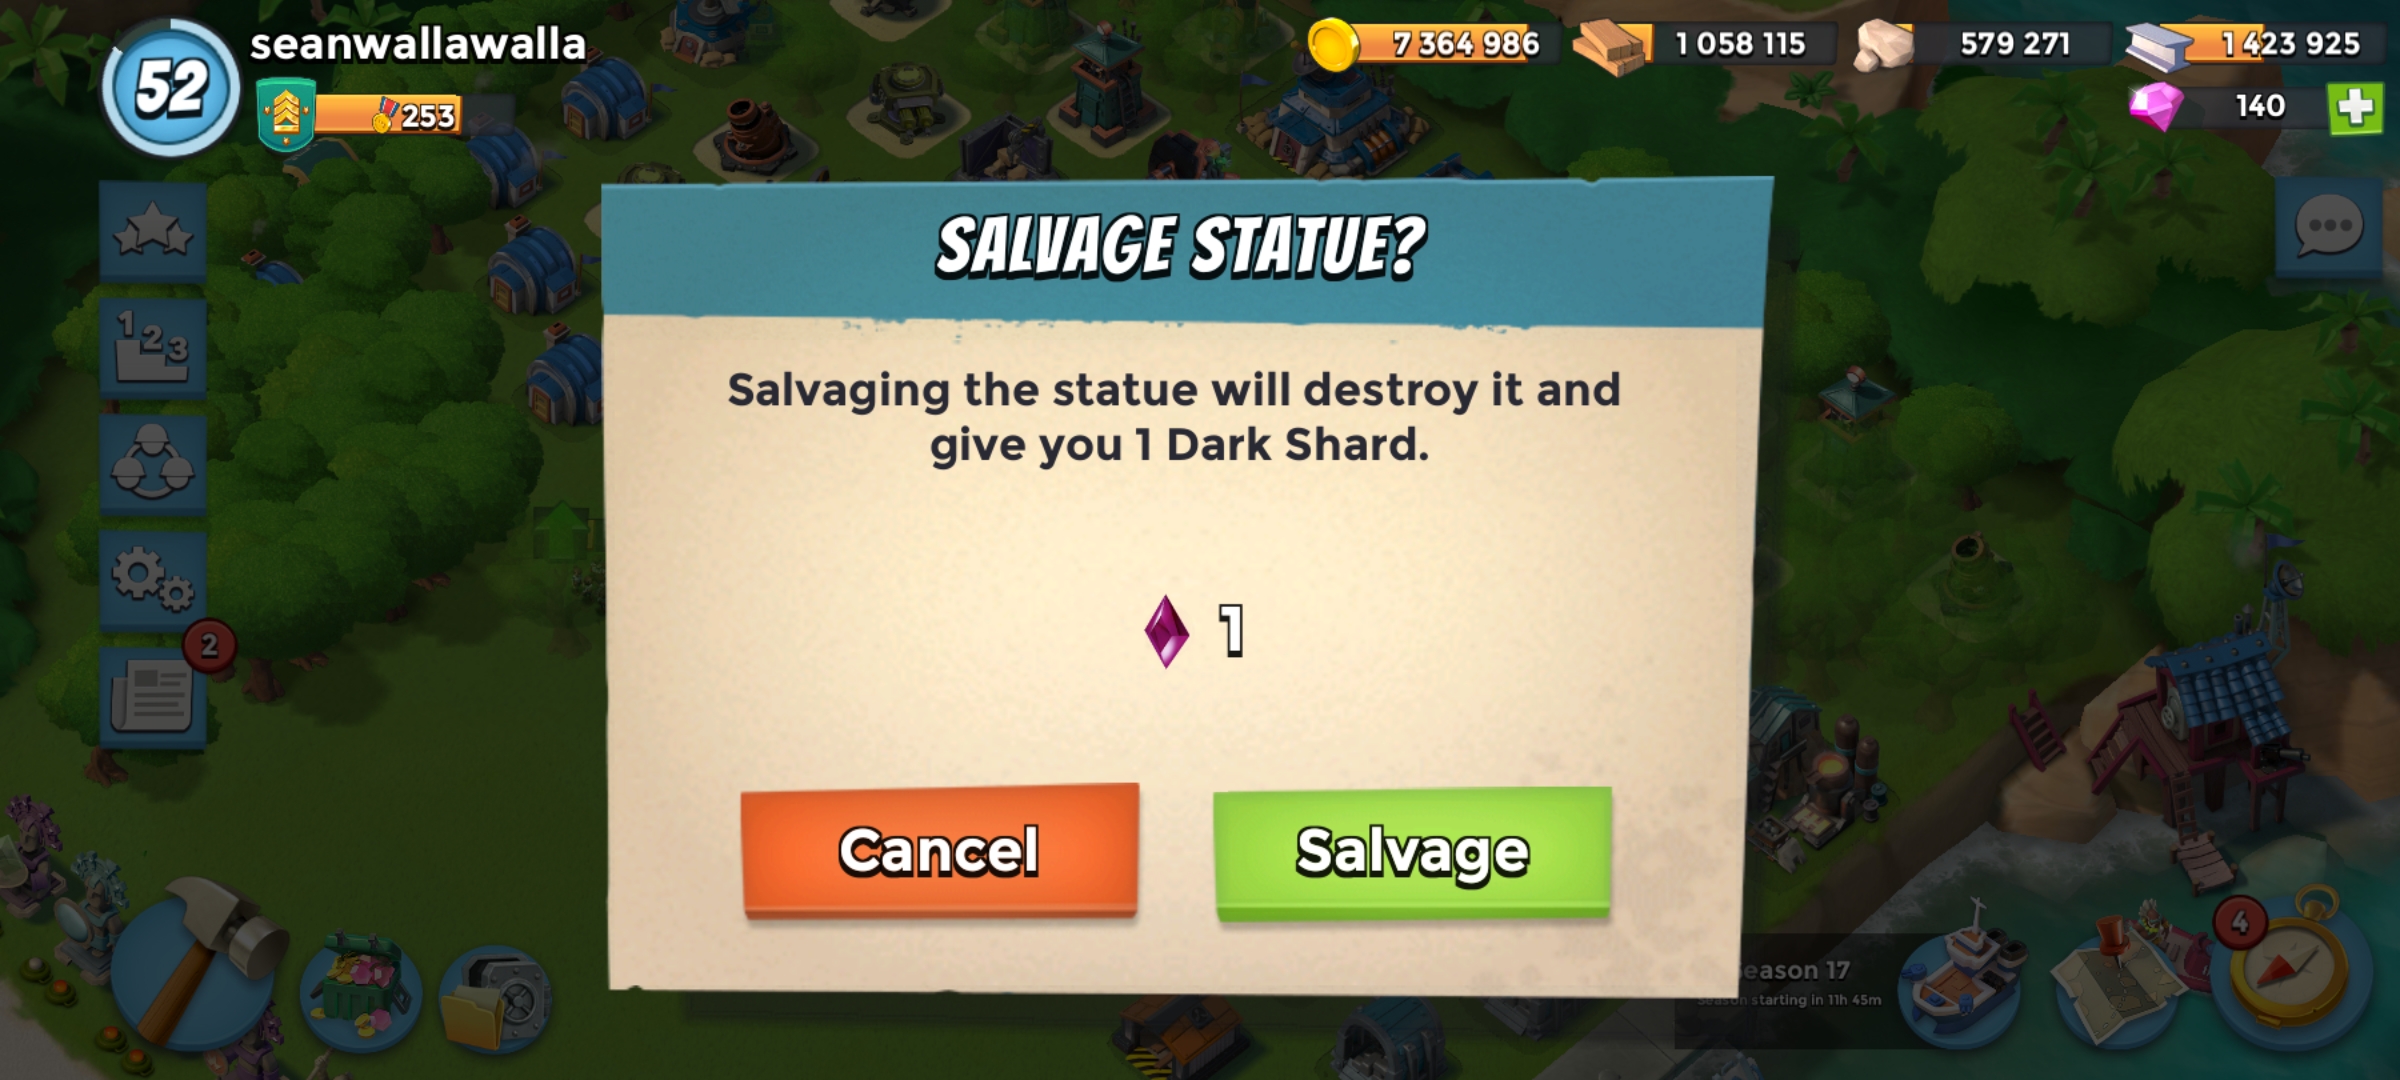 52
seanwallawalla
253
7 364 986
1 058 115
579 271
1 423 925
140
1 2 3
2
SALVAGE STATUE?
Salvaging the statue will destroy it and
give you 1 Dark Shard.
1
Cancel
Salvage
4
eason 17
Season starting in 11h 45m